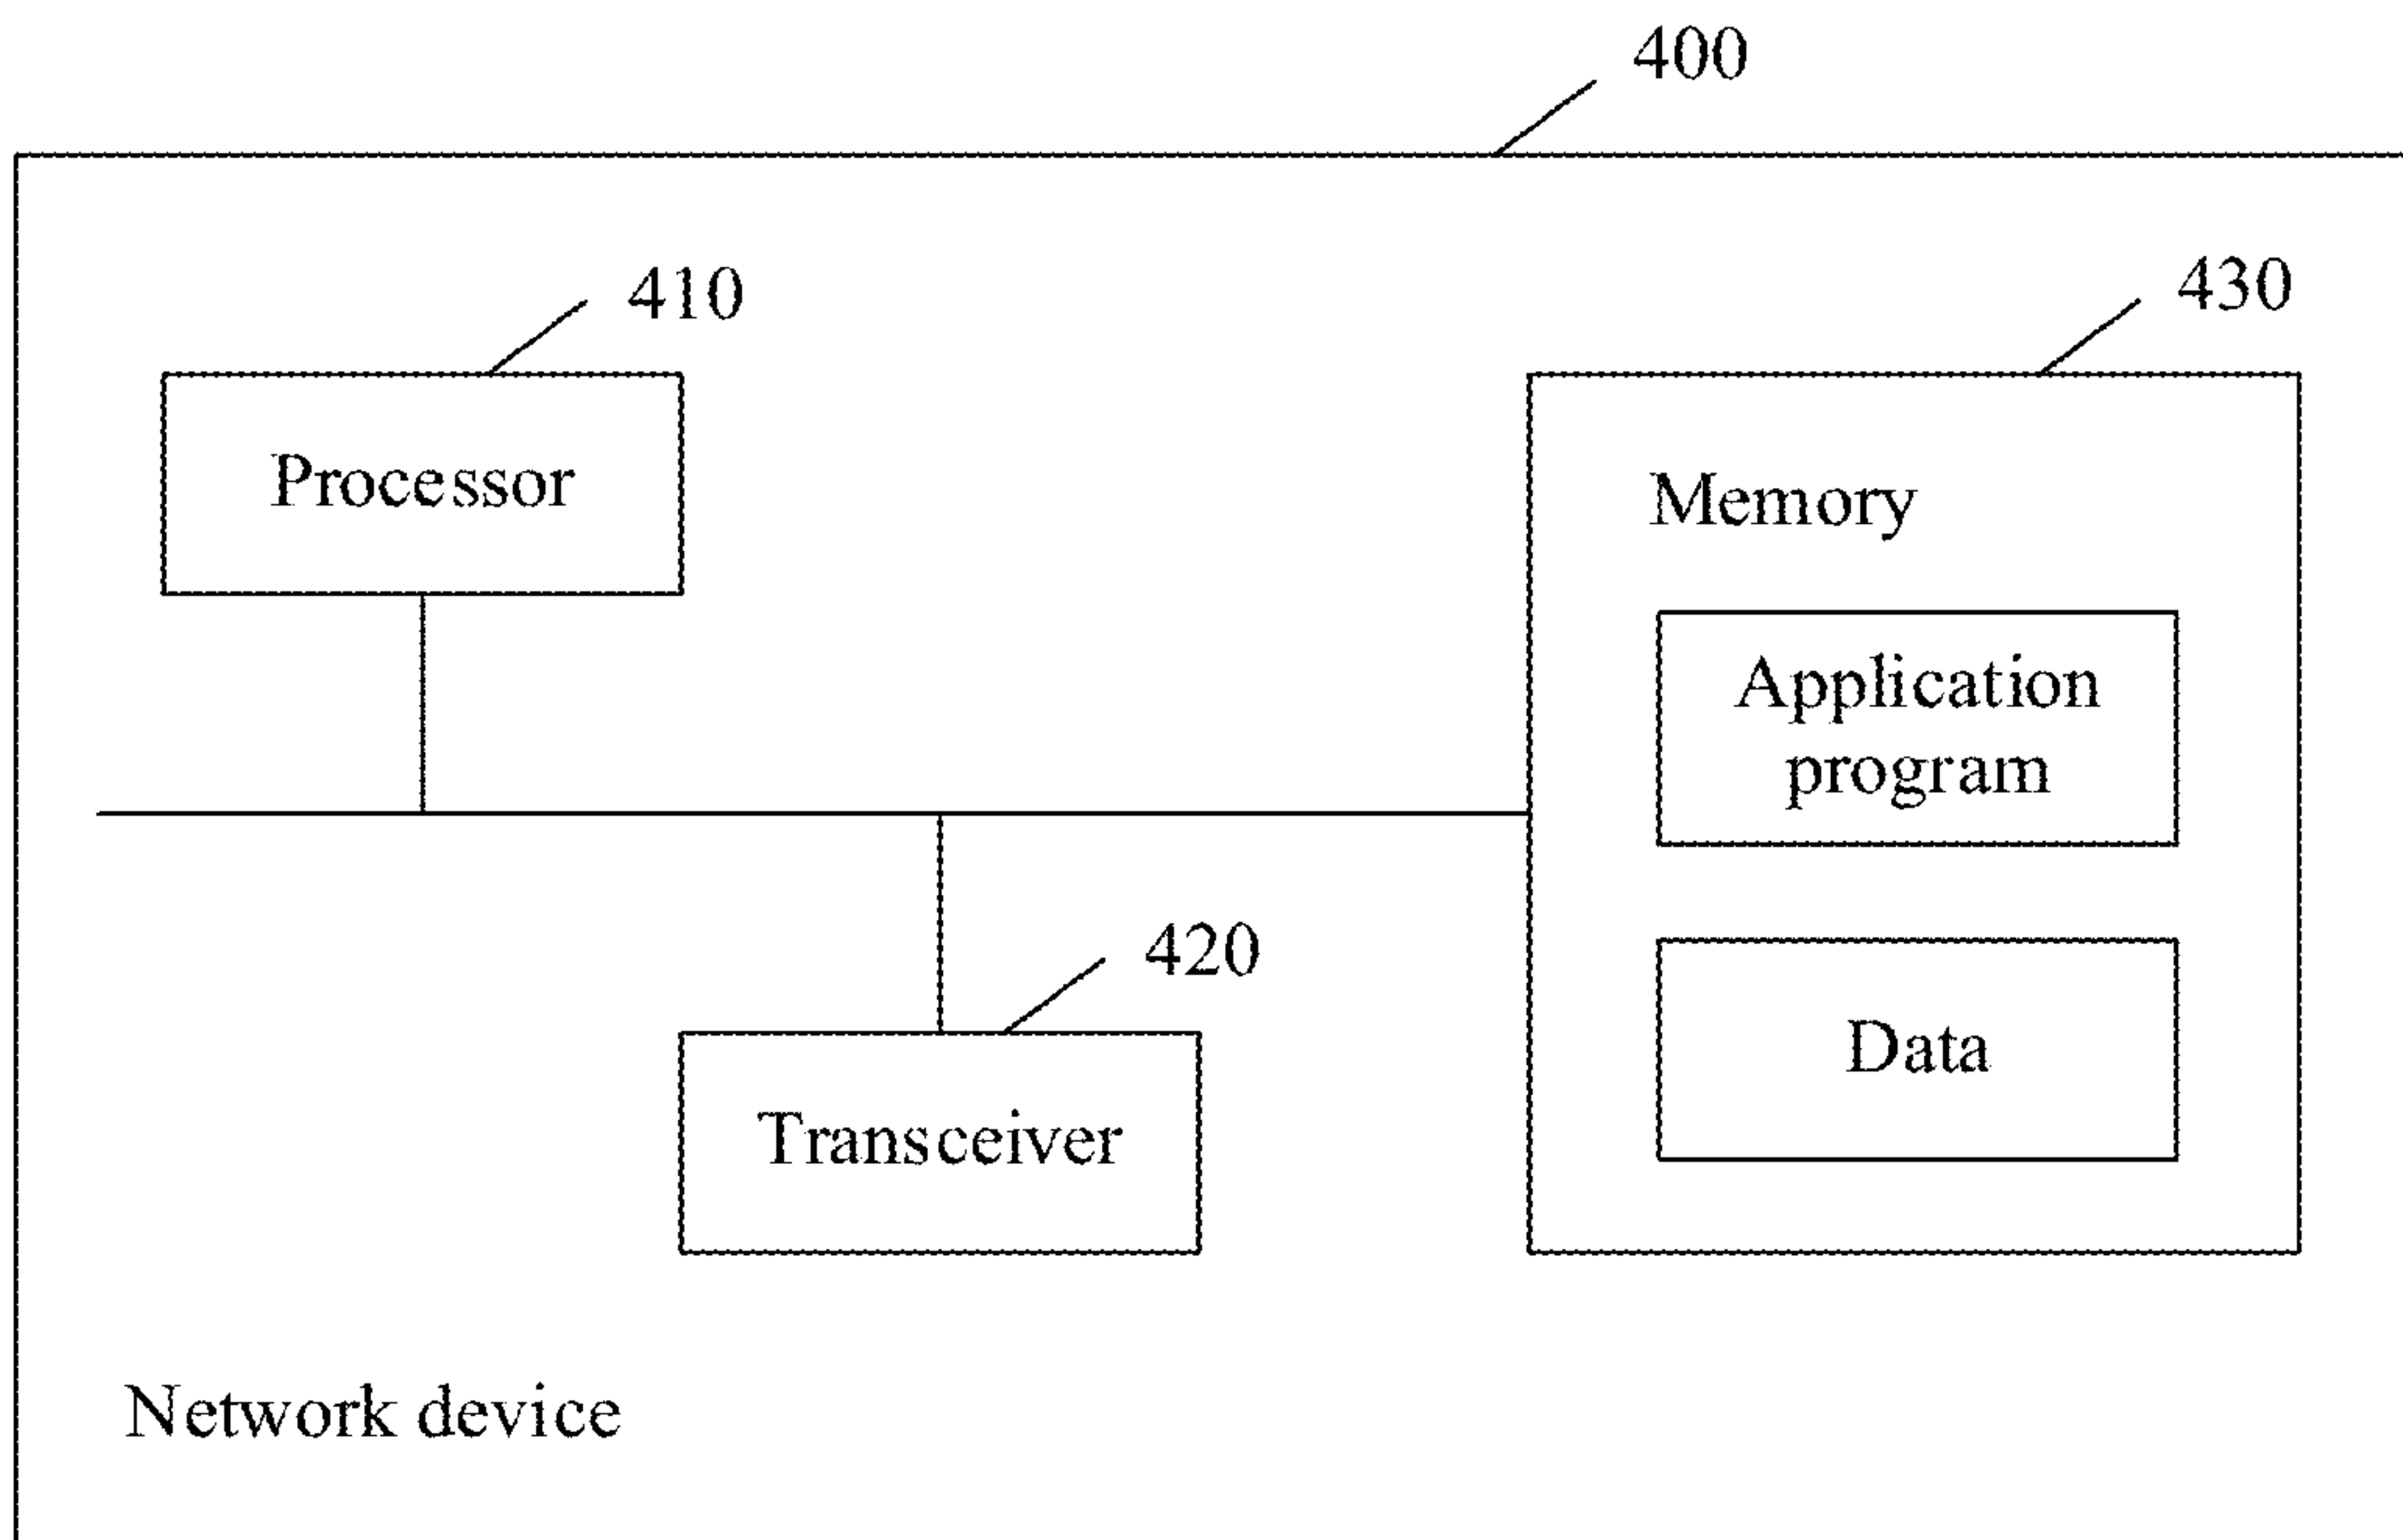 400
410
430
Processor
Memory
Application
program
420
Data
Transceiver
Network device